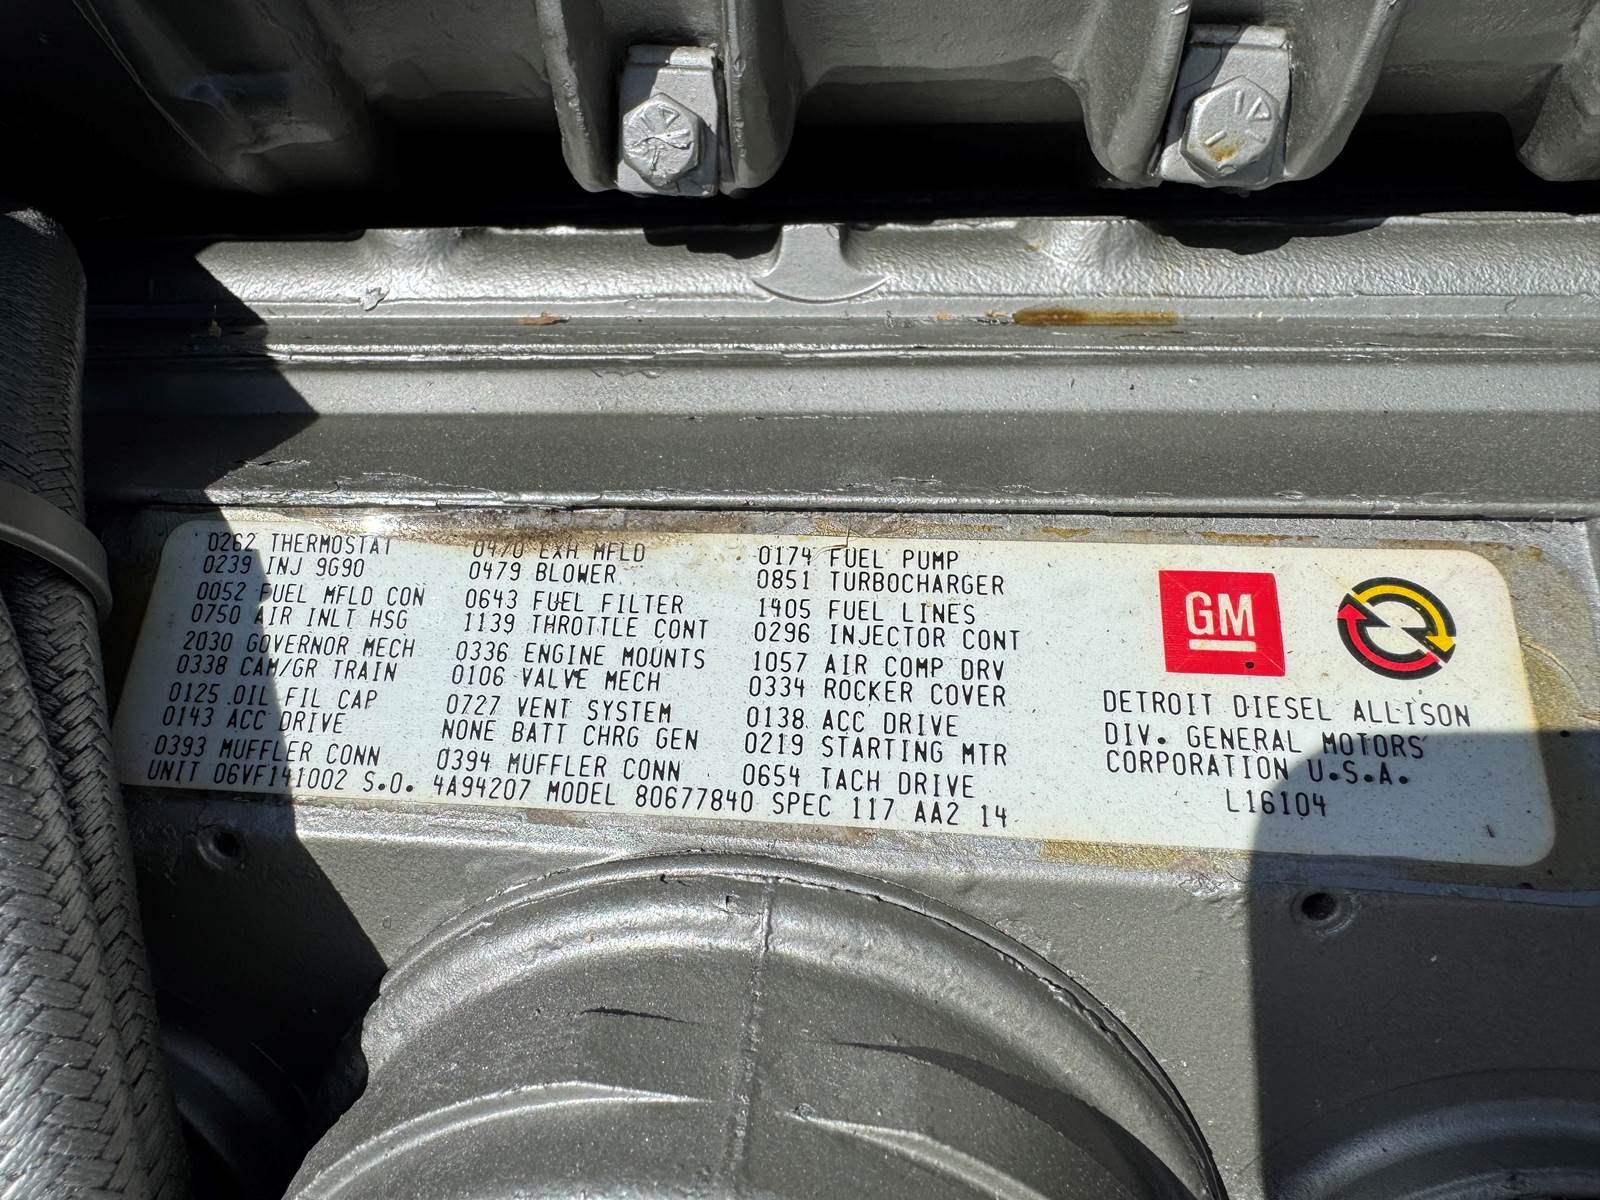 0262 THERMOSTAT
0239 INJ 9G90
0052 FUEL MFLD CON
0750 AIR INLT HSG
2030 GOVERNOR MECH
0338 CAM/GR TRAIN
0125 OIL FIL CAP
0143 ACC DRIVE
0393 MUFFLER CONN
0470 EXH MFLD
0479 BLOWER
0643 FUEL FILTER
1139 THROTTLE CONT
0336 ENGINE MOUNTS
0106 VALVE MECH
0727 VENT SYSTEM
NONE BATT CHRG GEN
0394 MUFFLER CONN
0174 FUEL PUMP
0851 TURBOCHARGER
1405 FUEL LINES
0296 INJECTOR CONT
1057 AIR COMP DRV
0334 ROCKER COVER
0138 ACC DRIVE
0219 STARTING MTR
0654 TACH DRIVE
UNIT 06VF141002 S.O. 4A94207 MODEL 80677840 SPEC 117 AA2 14
GM
DETROIT DIESEL ALLISON
DIV. GENERAL MOTORS
CORPORATION U.S.A.
L16104